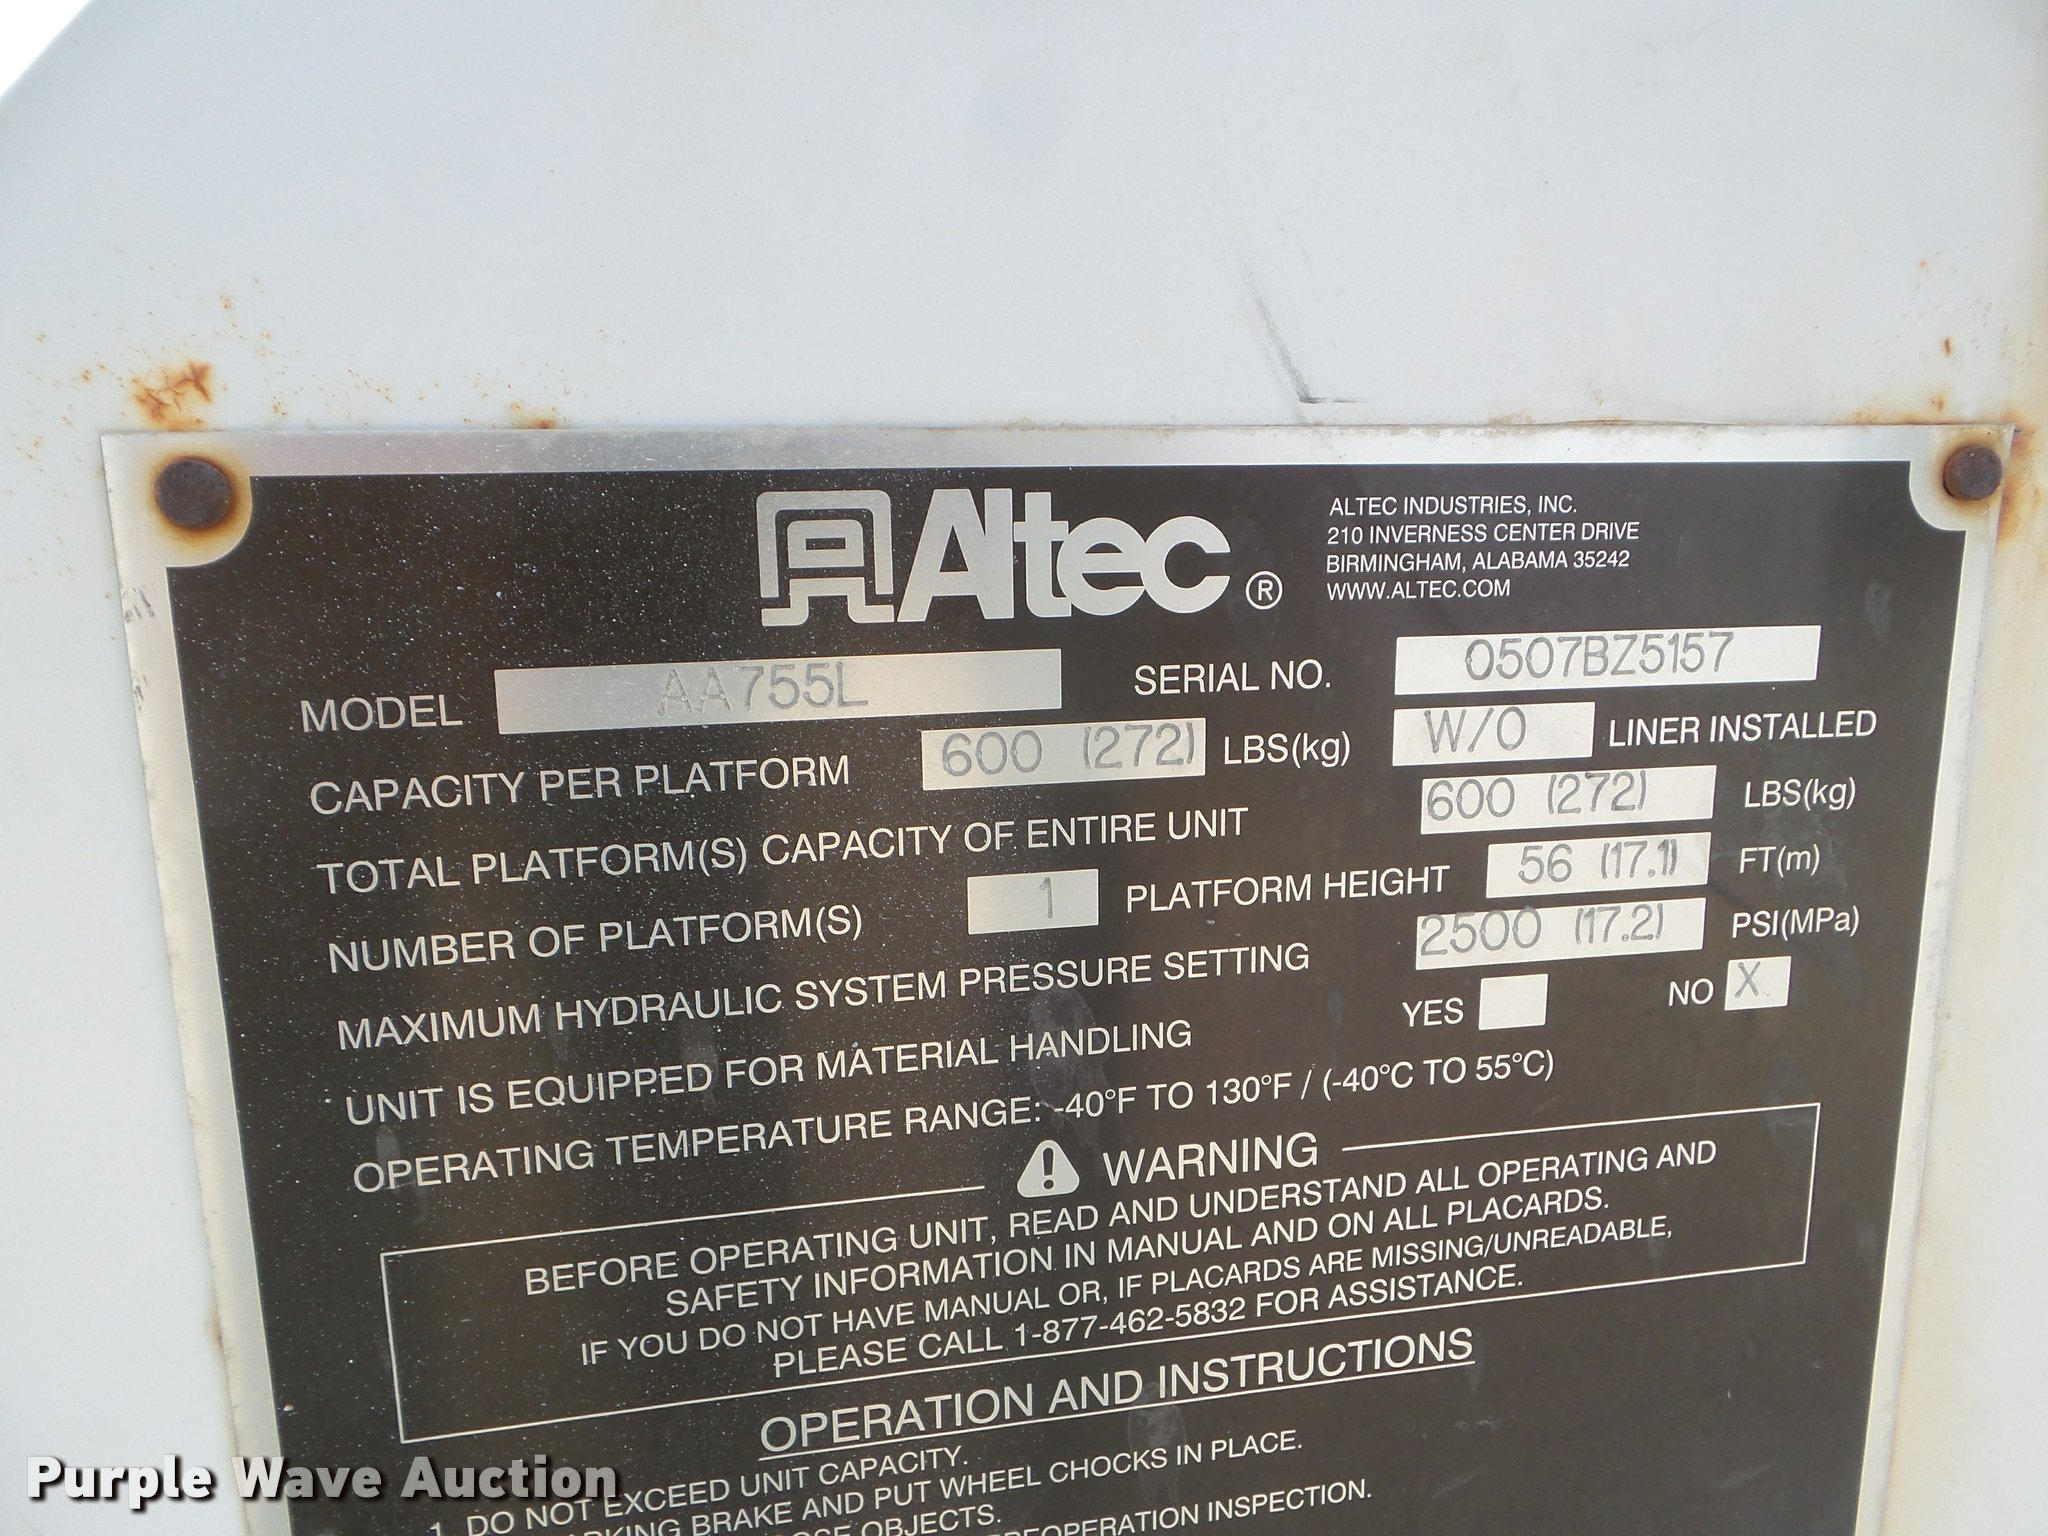 Altec ®
ALTEC INDUSTRIES, INC.
210 INVERNESS CENTER DRIVE
BIRMINGHAM, ALABAMA 35242
WWW.ALTEC.COM
MODEL AA755L SERIAL NO. 0507BZ5157
CAPACITY PER PLATFORM 600 (272) LBS(kg) W/O LINER INSTALLED
TOTAL PLATFORM(S) CAPACITY OF ENTIRE UNIT 600 (272) LBS(kg)
NUMBER OF PLATFORM(S) 1 PLATFORM HEIGHT 56 (17.1) FT(m)
MAXIMUM HYDRAULIC SYSTEM PRESSURE SETTING 2500 (17.2) PSI(MPa)
UNIT IS EQUIPPED FOR MATERIAL HANDLING YES NO X
OPERATING TEMPERATURE RANGE: -40°F TO 130°F / (-40°C TO 55°C)
WARNING
BEFORE OPERATING UNIT, READ AND UNDERSTAND ALL OPERATING AND
SAFETY INFORMATION IN MANUAL AND ON ALL PLACARDS.
IF YOU DO NOT HAVE MANUAL OR, IF PLACARDS ARE MISSING/UNREADABLE,
PLEASE CALL 1-877-462-5832 FOR ASSISTANCE.
OPERATION AND INSTRUCTIONS
1. DO NOT EXCEED UNIT CAPACITY.
BRAKE AND PUT WHEEL CHOCKS IN PLACE.
OBJECTS.
INSPECTION.
Purple Wave Auction